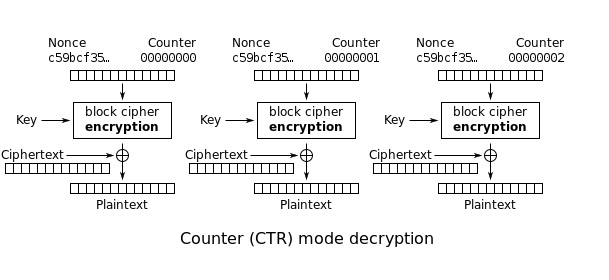 Nonce Counter Nonce Counter Nonce Counter
c59bcf35… 00000000 c59bcf35… 00000001 c59bcf35… 00000002
block cipher block cipher block cipher
Key encryption Key encryption Key encryption
Ciphertext Ciphertext Ciphertext
Plaintext Plaintext Plaintext
Counter (CTR) mode decryption